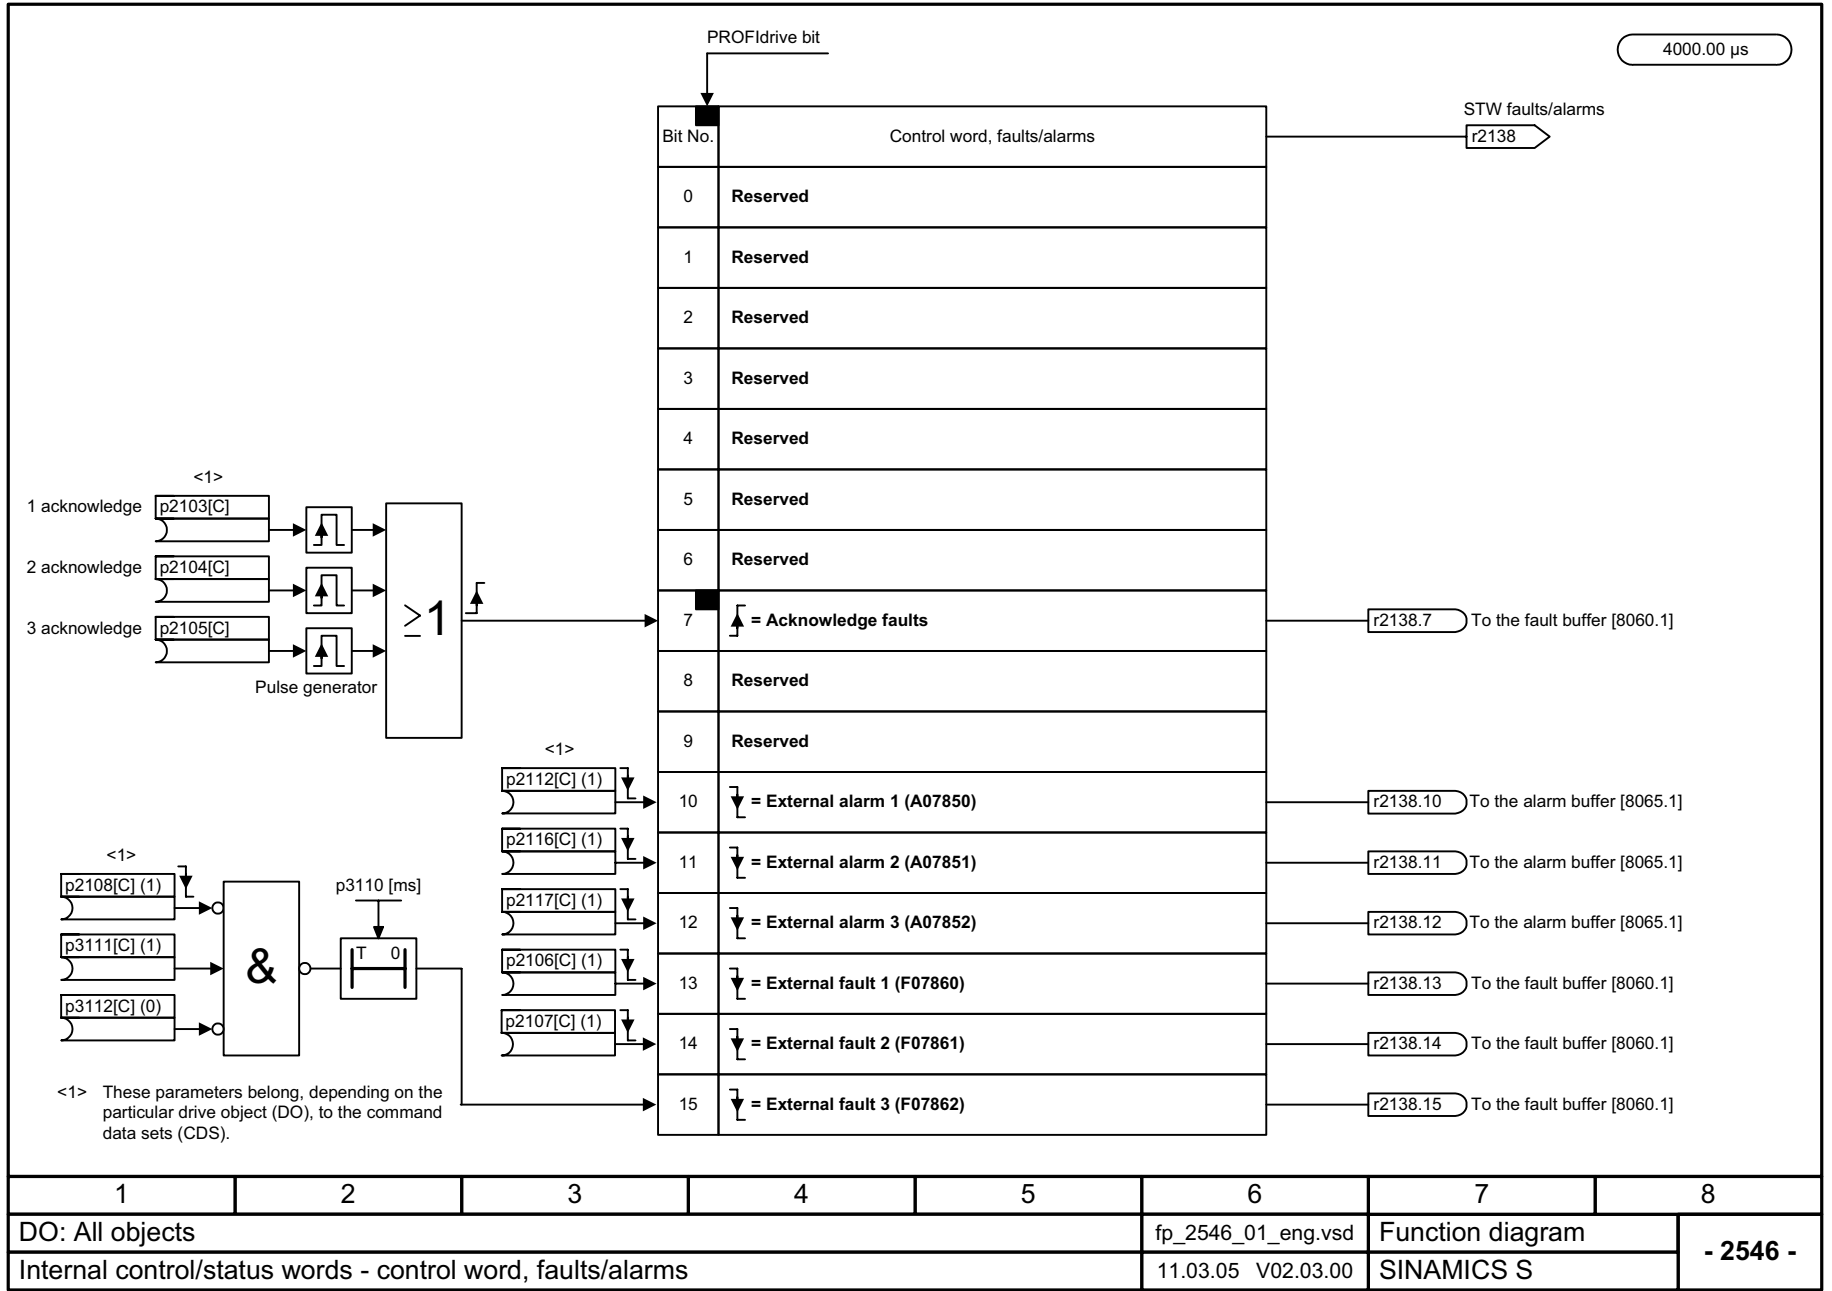 PROFIdrive bit
4000.00 µs
STW faults/alarms
Bit No.
Control word, faults/alarms
r2138
0 Reserved
1 Reserved
2 Reserved
3 Reserved
4 Reserved
<1>
1 acknowledge p2103[C]
5 Reserved
2 acknowledge p2104[C]
6 Reserved
3 acknowledge p2105[C]
≥1
7 = Acknowledge faults r2138.7 To the fault buffer [8060.1]
Pulse generator
8 Reserved
<1>
9 Reserved
p2112[C] (1)
10 = External alarm 1 (A07850) r2138.10 To the alarm buffer [8065.1]
p2116[C] (1)
11 = External alarm 2 (A07851) r2138.11 To the alarm buffer [8065.1]
<1>
p2108[C] (1)
p3110 [ms]
p2117[C] (1)
12 = External alarm 3 (A07852) r2138.12 To the alarm buffer [8065.1]
p3111[C] (1)
&
T 0
p2106[C] (1)
13 = External fault 1 (F07860) r2138.13 To the fault buffer [8060.1]
p3112[C] (0)
p2107[C] (1)
14 = External fault 2 (F07861) r2138.14 To the fault buffer [8060.1]
<1> These parameters belong, depending on the
particular drive object (DO), to the command
data sets (CDS).
15 = External fault 3 (F07862) r2138.15 To the fault buffer [8060.1]
1 2 3 4 5 6 7 8
DO: All objects fp_2546_01_eng.vsd Function diagram
- 2546 -
Internal control/status words - control word, faults/alarms 11.03.05 V02.03.00 SINAMICS S